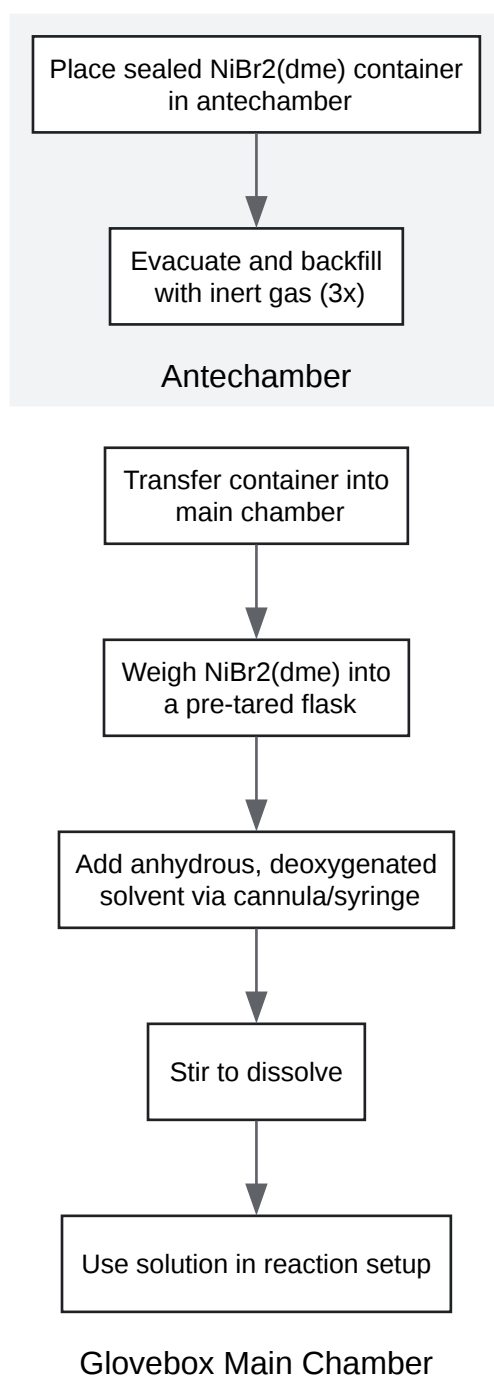 Place sealed NiBr2(dme) container
in antechamber
Evacuate and backfill
with inert gas (3x)
Antechamber
Transfer container into
main chamber
Weigh NiBr2(dme) into
a pre-tared flask
Add anhydrous, deoxygenated
solvent via cannula/syringe
Stir to dissolve
Use solution in reaction setup
Glovebox Main Chamber